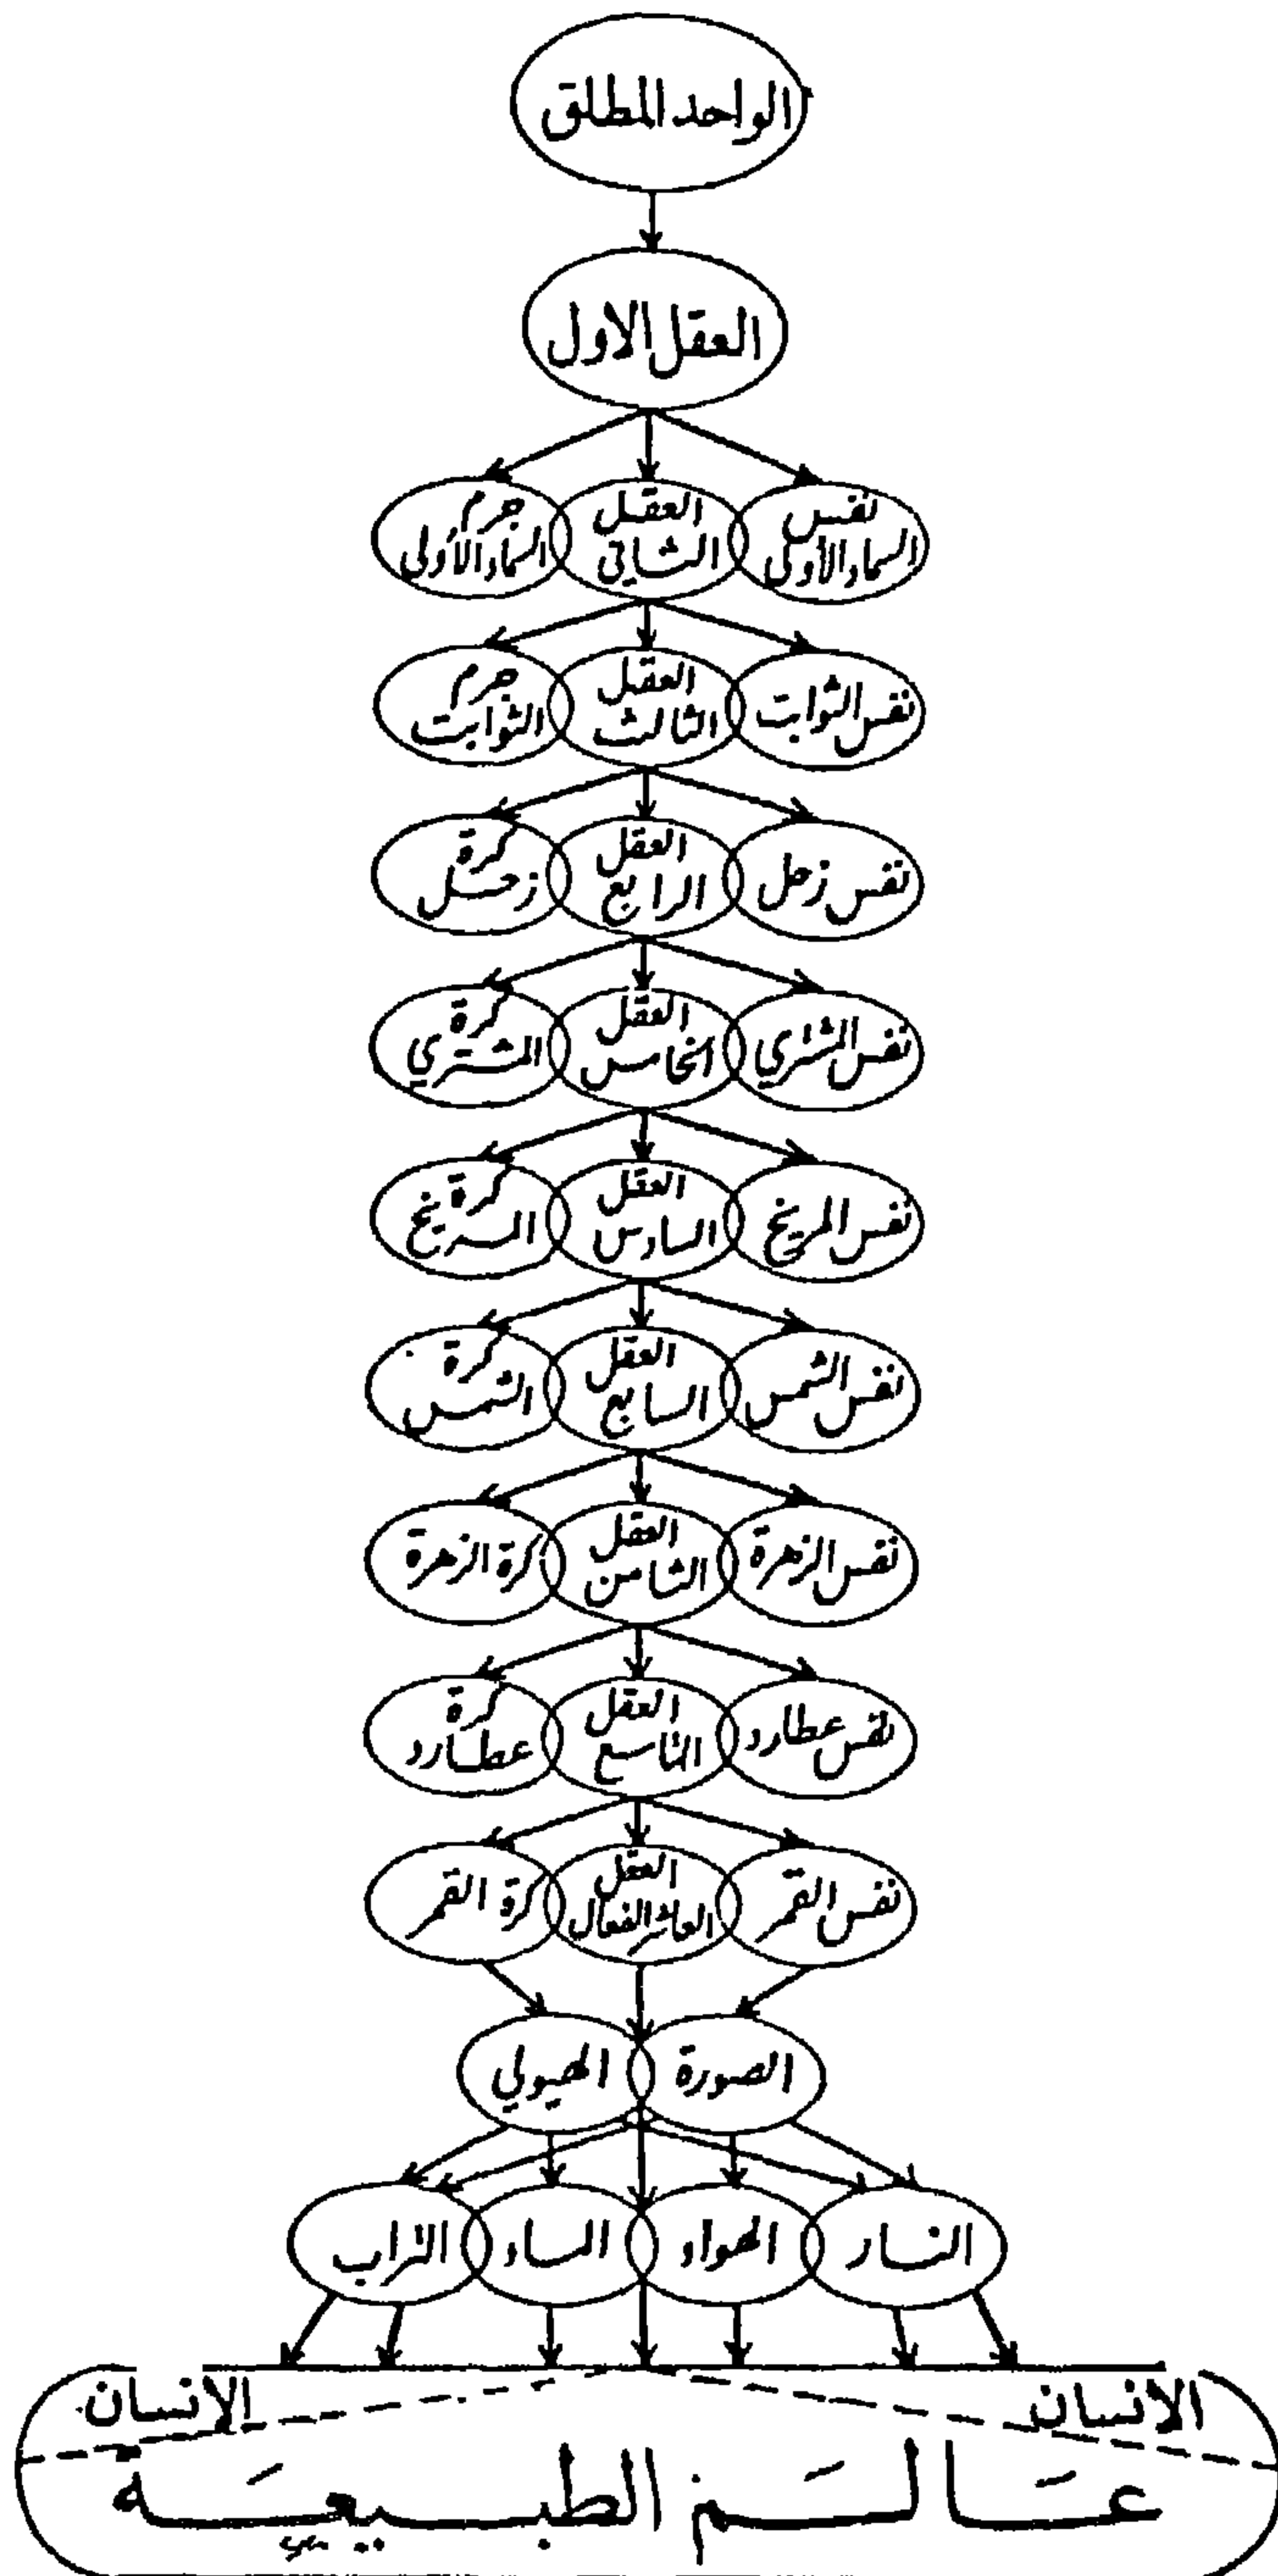 الواحد المطلق
العقل الاول
نفس
السماء الأولى
العقل
الثاني
جرم
السماء الأولى
نفس الثوابت
العقل
الثالث
جرم
الثوابت
نفس زحل
العقل
الرابع
كرة
زحل
نفس المشتري
العقل
الخامس
كرة
المشتري
نفس المريخ
العقل
السادس
كرة
المريخ
نفس الشمس
العقل
السابع
كرة
الشمس
نفس الزهرة
العقل
الثامن
كرة الزهرة
نفس عطارد
العقل
التاسع
كرة
عطارد
نفس القمر
العقل
العاشر الفعال
كرة القمر
الصورة
الهيولي
النار
الهواء
الماء
التراب
الانسان
الانسان
عَالَم الطبيعَة